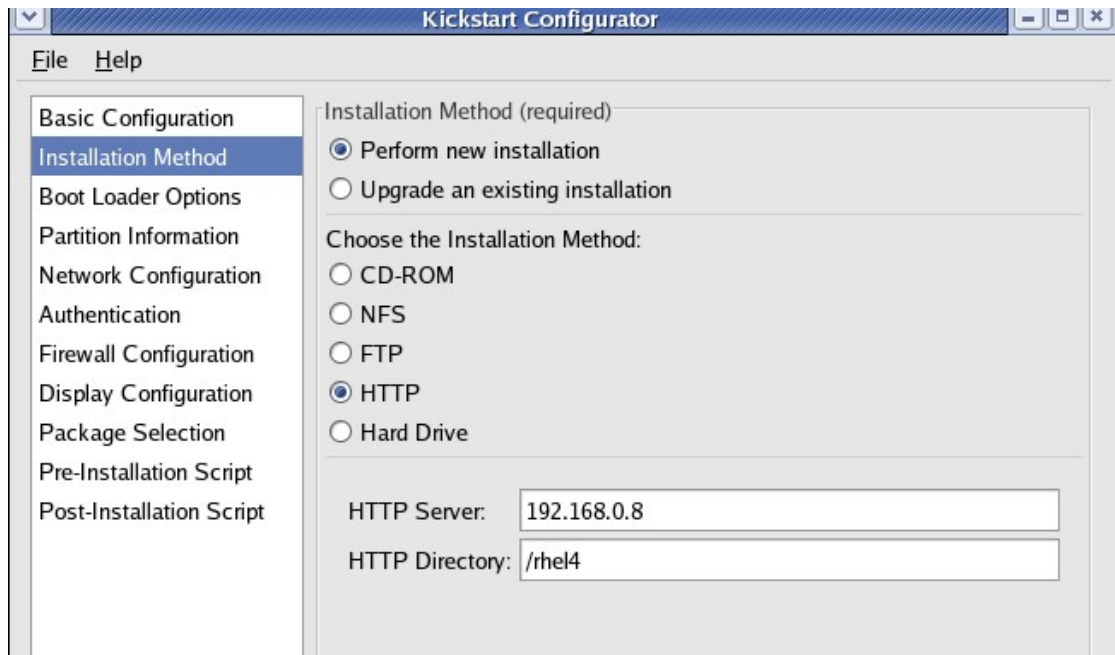 Kickstart Configurator
File Help
Basic Configuration
Installation Method
Boot Loader Options
Partition Information
Network Configuration
Authentication
Firewall Configuration
Display Configuration
Package Selection
Pre-Installation Script
Post-Installation Script
Installation Method (required)
Perform new installation
Upgrade an existing installation
Choose the Installation Method:
CD-ROM
NFS
FTP
HTTP
Hard Drive
HTTP Server: 192.168.0.8
HTTP Directory: /rhel4